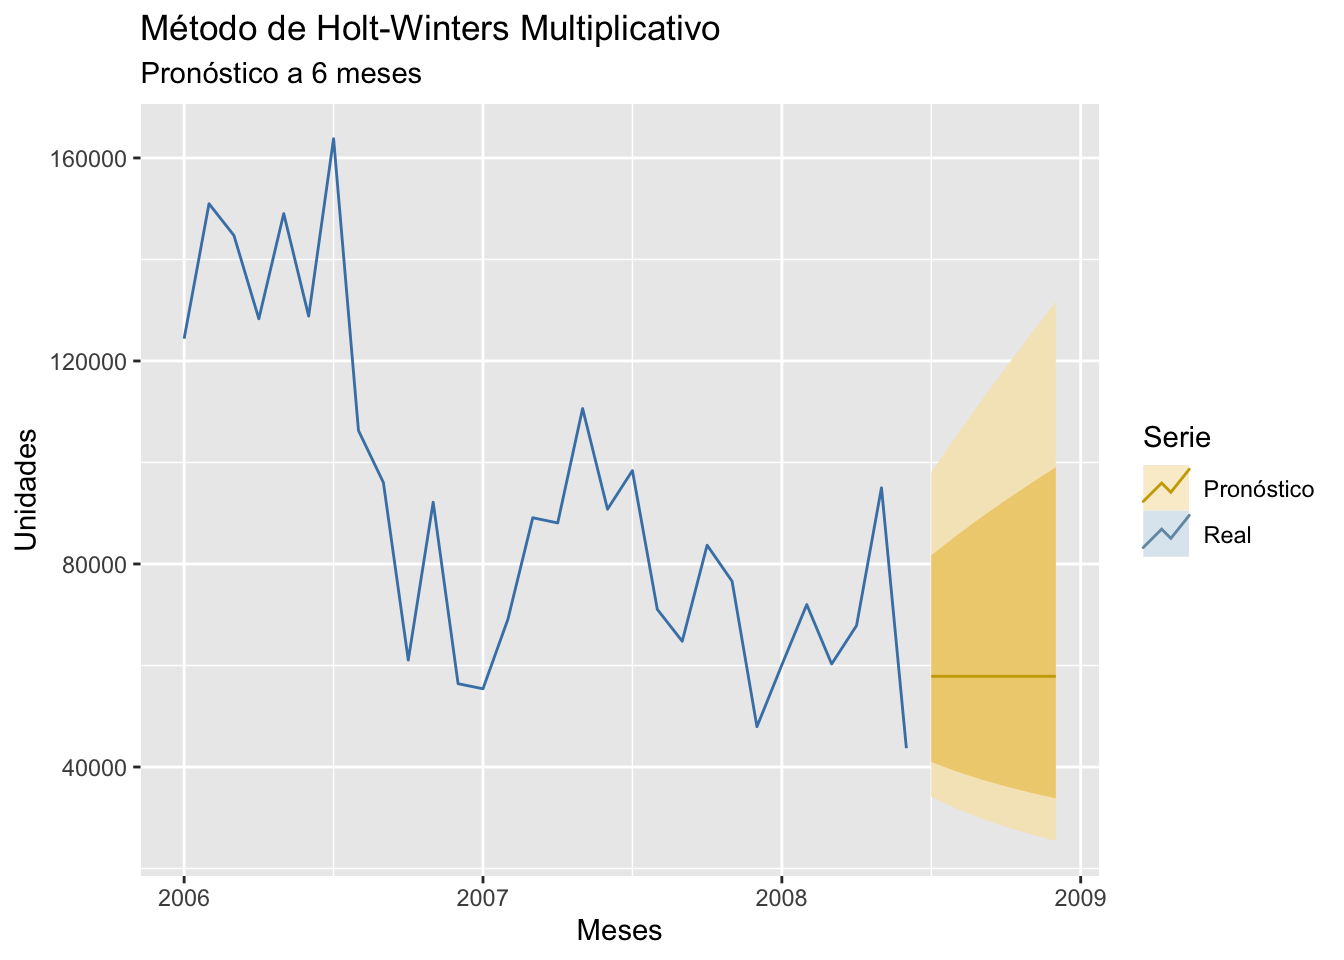 Método de Holt-Winters Multiplicativo
Pronóstico a 6 meses
160000
120000
80000
40000
Unidades
2006
2007
2008
2009
Meses
Serie
Pronóstico
Real